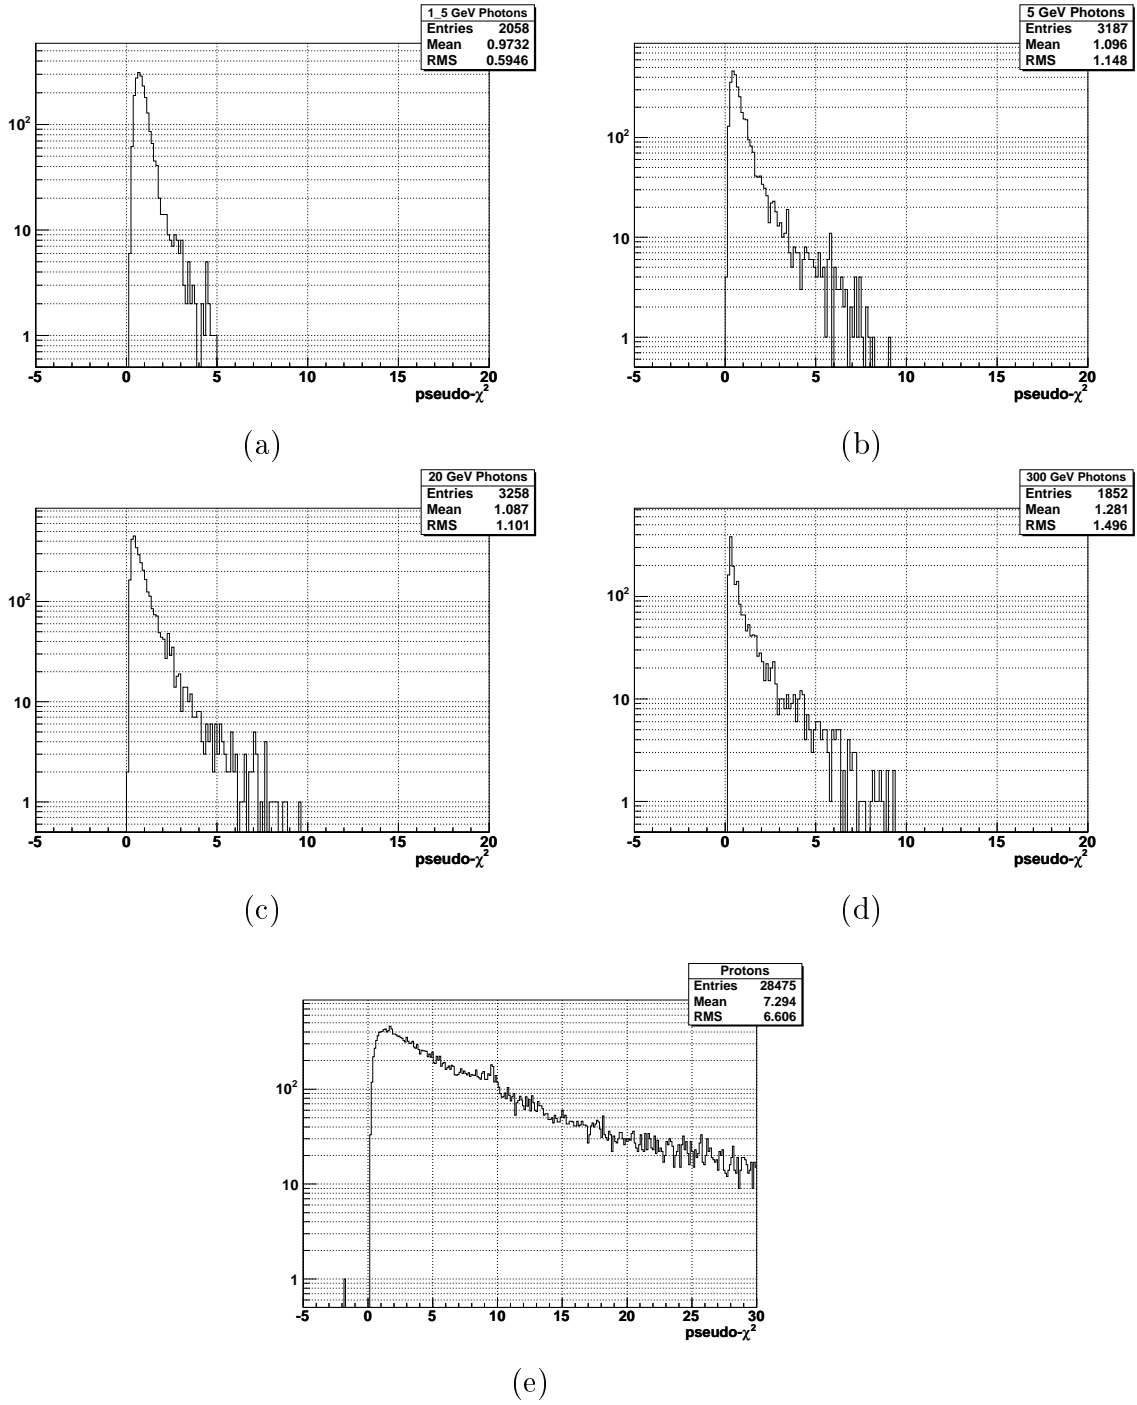 1_5 GeV Photons
Entries 2058
Mean 0.9732
RMS 0.5946
10²
10
1
-5 0 5 10 15 20
pseudo-χ²
(a)
5 GeV Photons
Entries 3187
Mean 1.096
RMS 1.148
10²
10
1
-5 0 5 10 15 20
pseudo-χ²
(b)
20 GeV Photons
Entries 3258
Mean 1.087
RMS 1.101
10²
10
1
-5 0 5 10 15 20
pseudo-χ²
(c)
300 GeV Photons
Entries 1852
Mean 1.281
RMS 1.496
10²
10
1
-5 0 5 10 15 20
pseudo-χ²
(d)
Protons
Entries 28475
Mean 7.294
RMS 6.606
10²
10
1
-5 0 5 10 15 20 25 30
pseudo-χ²
(e)